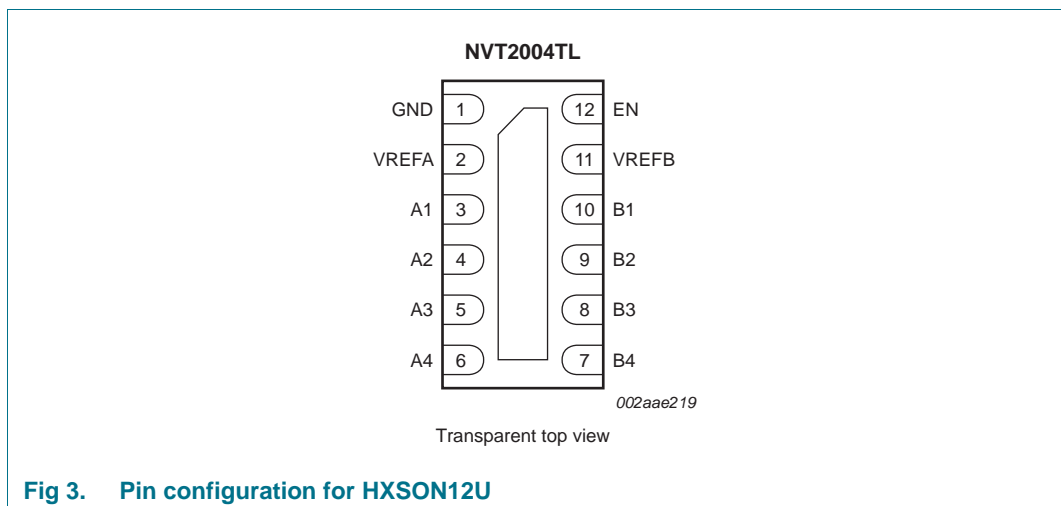 NVT2004TL
GND 1 12 EN
VREFA 2 11 VREFB
A1 3 10 B1
A2 4 9 B2
A3 5 8 B3
A4 6 7 B4
002aae219
Transparent top view
Fig 3. Pin configuration for HXSON12U